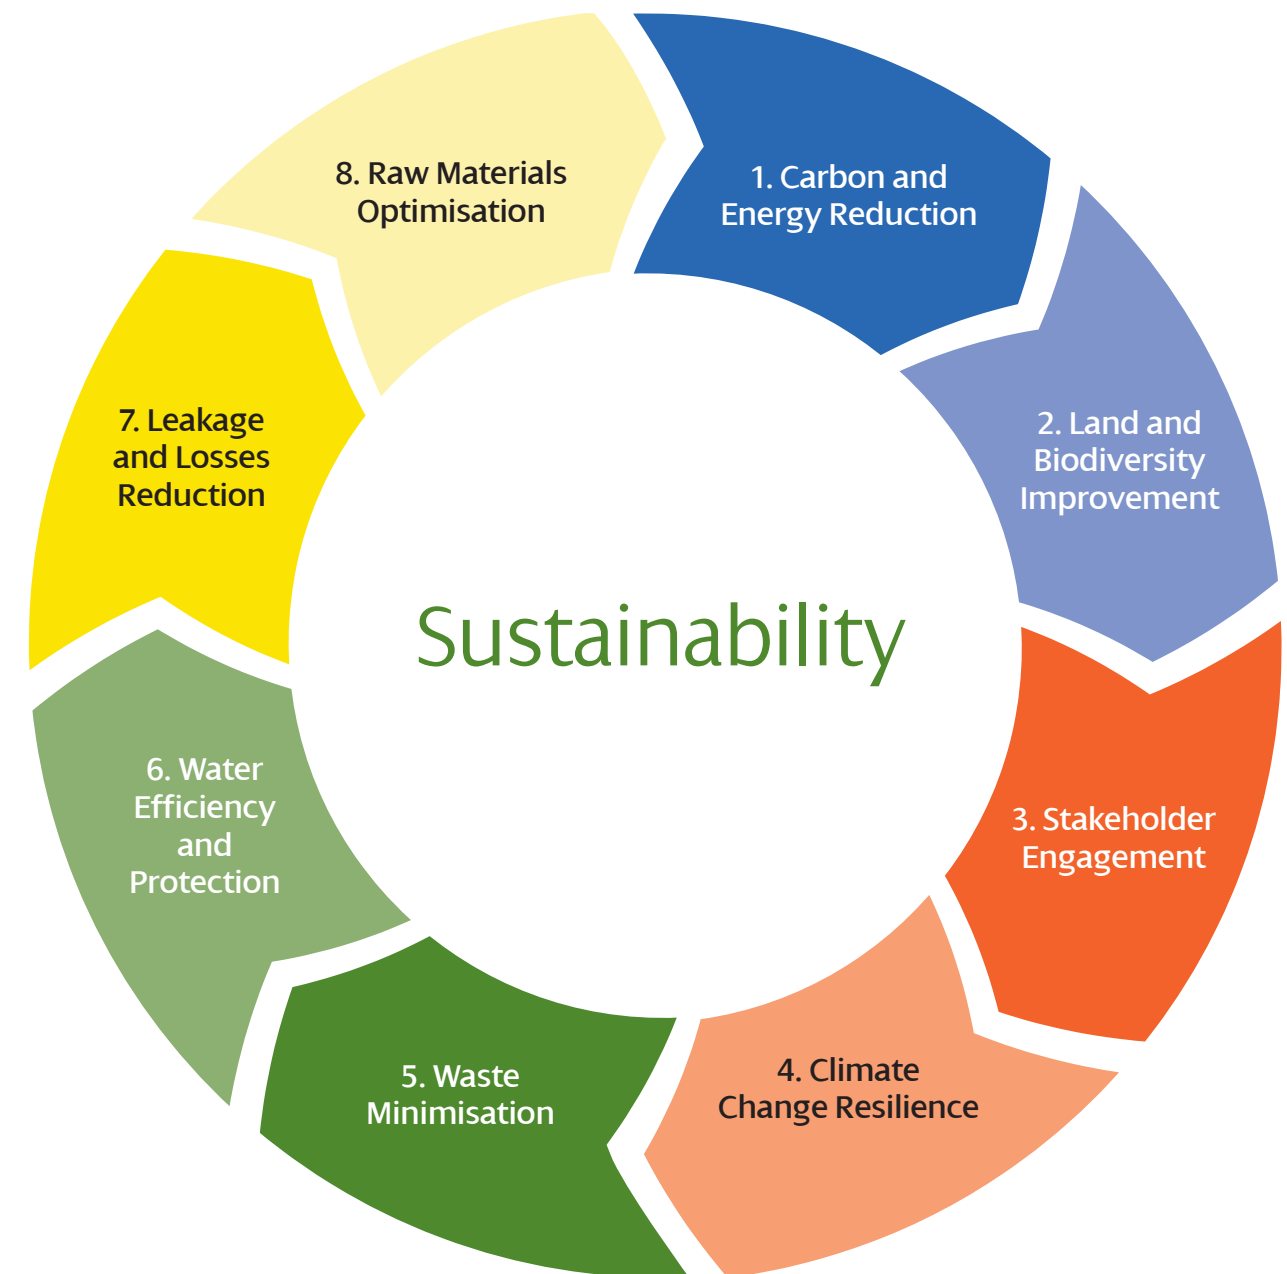 1. Carbon and
Energy Reduction
2. Land and
Biodiversity
Improvement
3. Stakeholder
Engagement
4. Climate
Change Resilience
5. Waste
Minimisation
6. Water
Efficiency
and
Protection
7. Leakage
and Losses
Reduction
8. Raw Materials
Optimisation
Sustainability